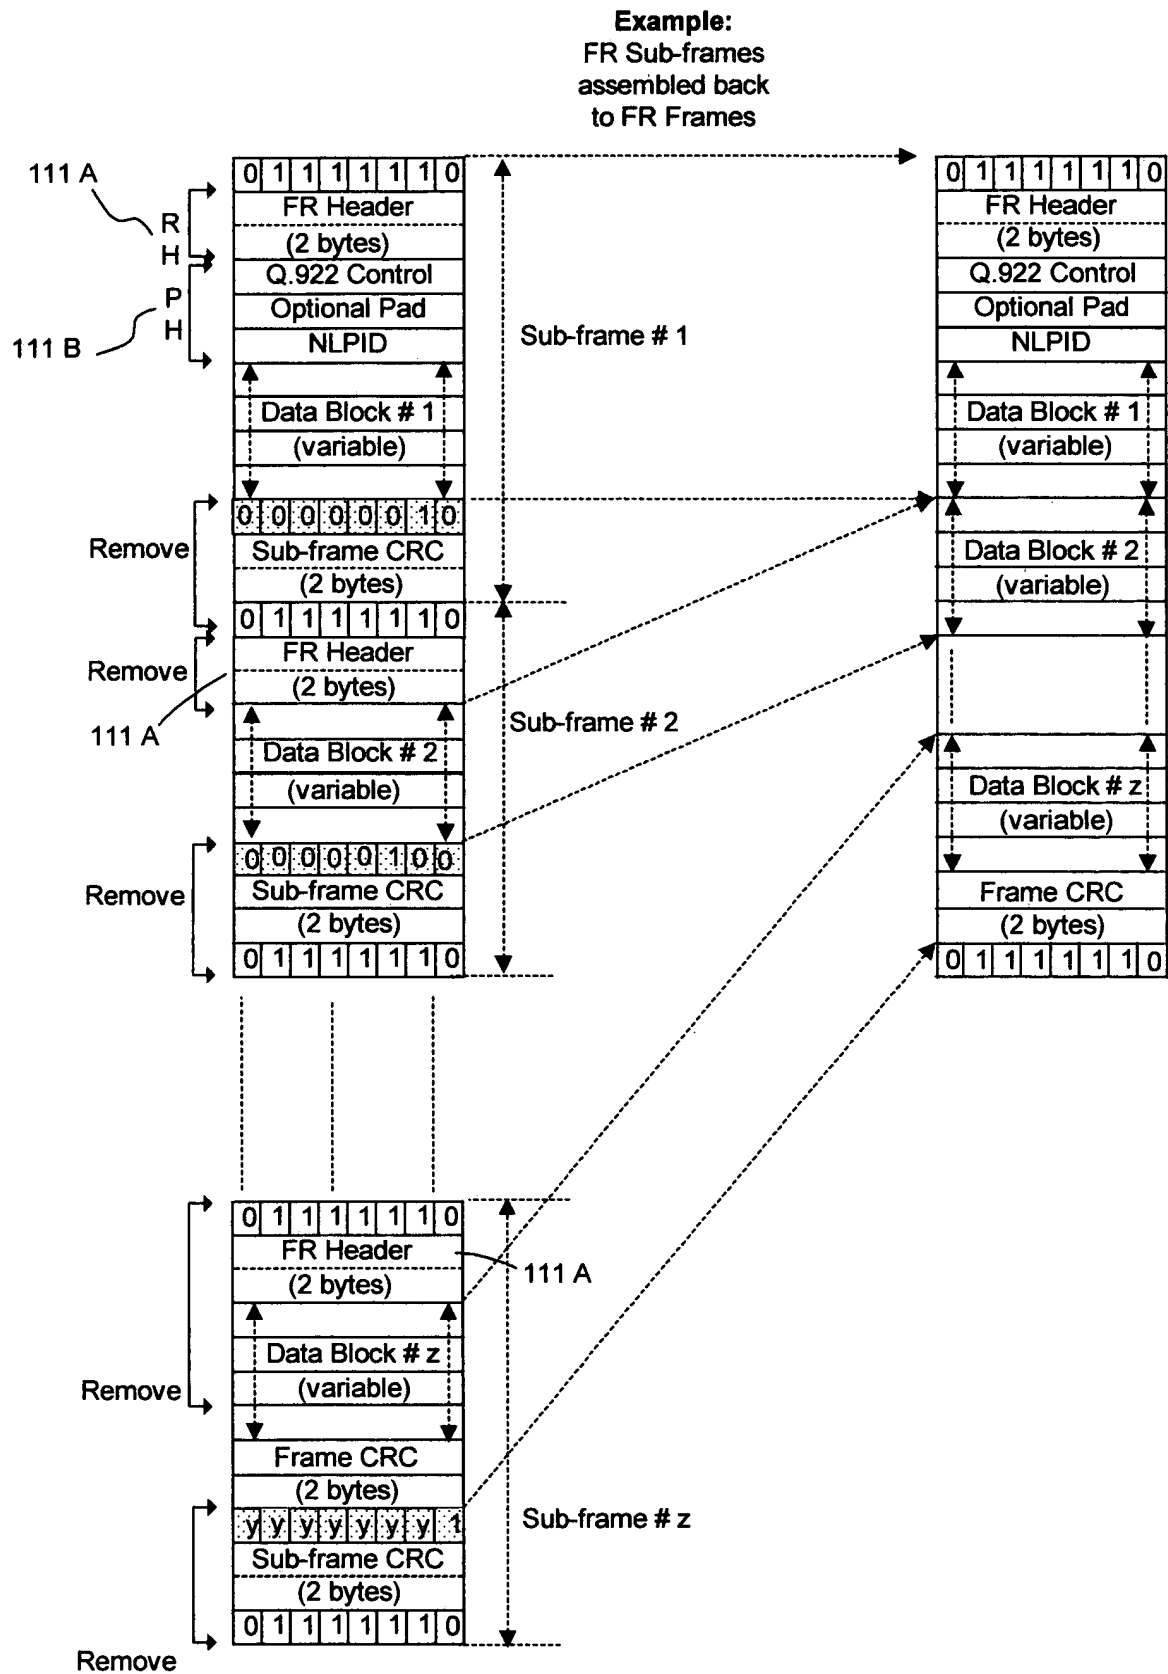 Example:
FR Sub-frames
assembled back
to FR Frames
111 A
R
H
P
H
111 B
0 1 1 1 1 1 1 0
FR Header
(2 bytes)
Q.922 Control
Optional Pad
NLPID
Data Block # 1
(variable)
Sub-frame # 1
Remove
0 0 0 0 0 0 1 0
Sub-frame CRC
(2 bytes)
0 1 1 1 1 1 1 0
Remove
FR Header
(2 bytes)
111 A
Data Block # 2
(variable)
Sub-frame # 2
Remove
0 0 0 0 0 1 0 0
Sub-frame CRC
(2 bytes)
0 1 1 1 1 1 1 0
0 1 1 1 1 1 1 0
FR Header
(2 bytes)
111 A
Data Block # z
(variable)
Remove
Frame CRC
(2 bytes)
y y y y y y y 1
Sub-frame CRC
(2 bytes)
0 1 1 1 1 1 1 0
Remove
Sub-frame # z
0 1 1 1 1 1 1 0
FR Header
(2 bytes)
Q.922 Control
Optional Pad
NLPID
Data Block # 1
(variable)
Data Block # 2
(variable)
Data Block # z
(variable)
Frame CRC
(2 bytes)
0 1 1 1 1 1 1 0